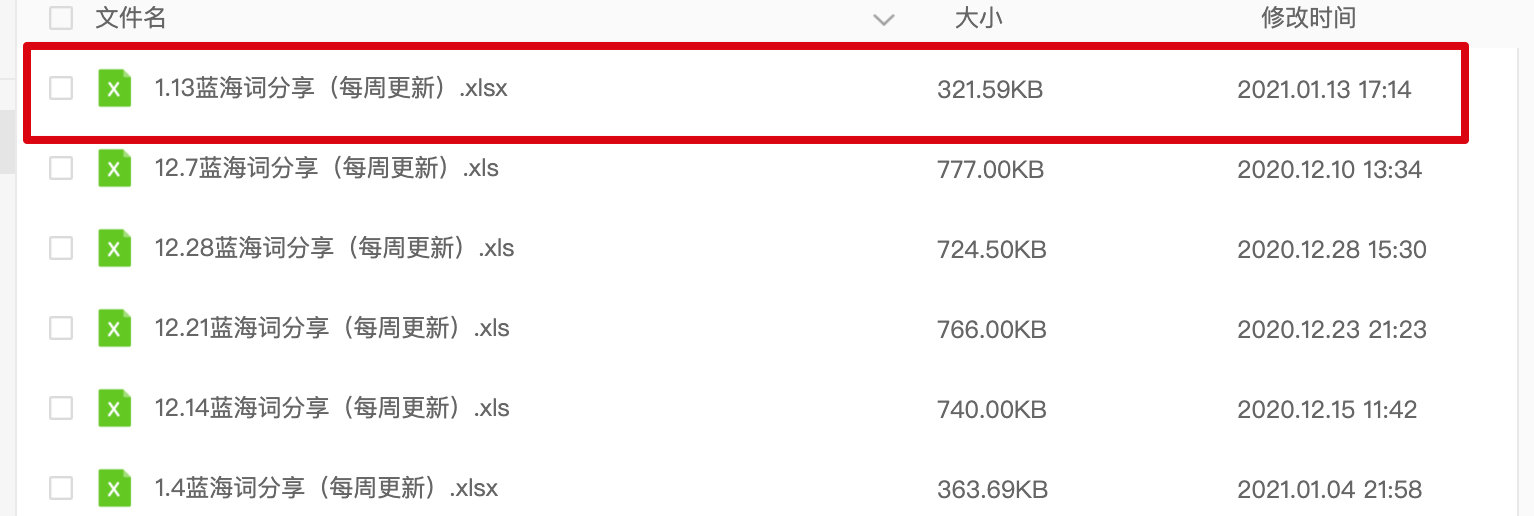 文件名 大小 修改时间
1.13蓝海词分享（每周更新）.xlsx 321.59KB 2021.01.13 17:14
12.7蓝海词分享（每周更新）.xls 777.00KB 2020.12.10 13:34
12.28蓝海词分享（每周更新）.xls 724.50KB 2020.12.28 15:30
12.21蓝海词分享（每周更新）.xls 766.00KB 2020.12.23 21:23
12.14蓝海词分享（每周更新）.xls 740.00KB 2020.12.15 11:42
1.4蓝海词分享（每周更新）.xlsx 363.69KB 2021.01.04 21:58